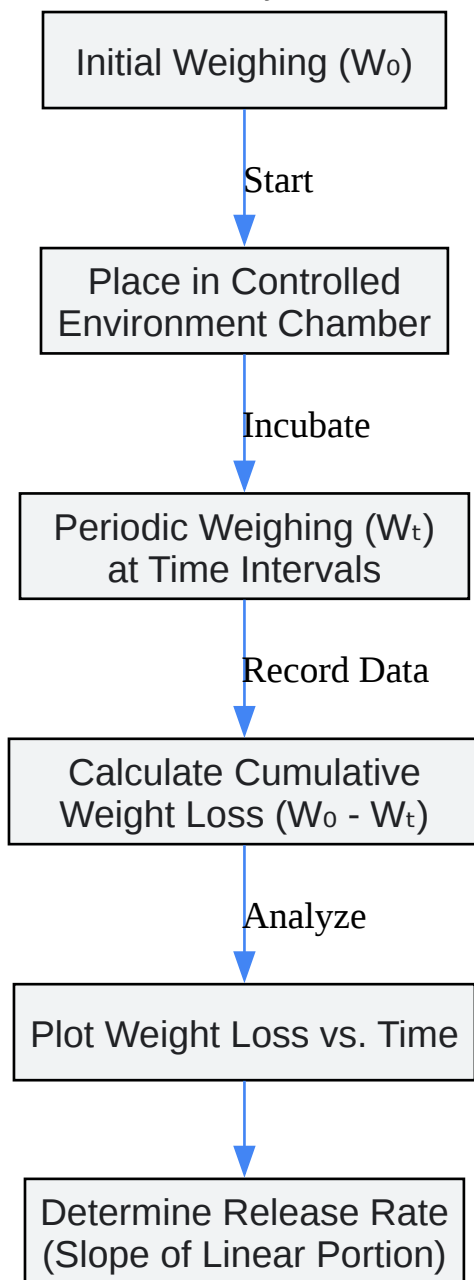 Initial Weighing (W₀)
Start
Place in Controlled
Environment Chamber
Incubate
Periodic Weighing (Wₜ)
at Time Intervals
Record Data
Calculate Cumulative
Weight Loss (W₀ - Wₜ)
Analyze
Plot Weight Loss vs. Time
Determine Release Rate
(Slope of Linear Portion)